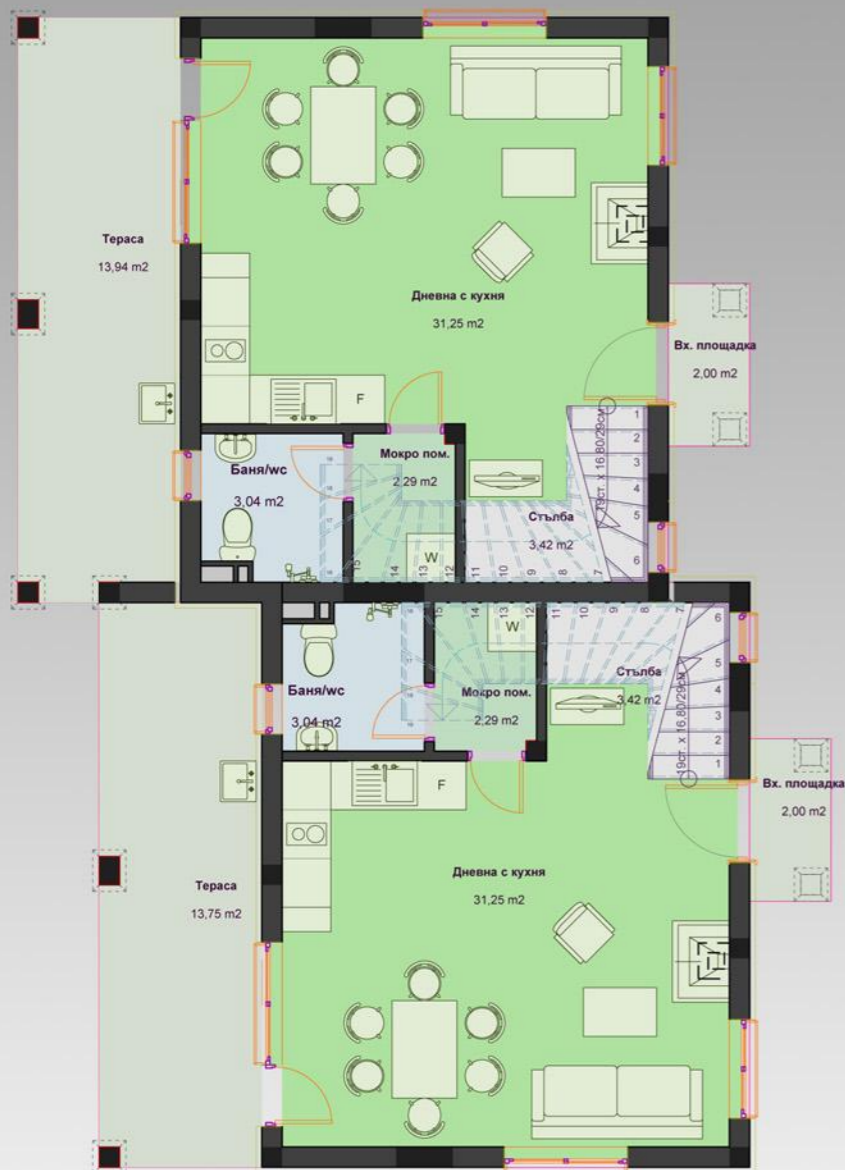 Тераса
13,94 m2
Дневна с кухня
31,25 m2
Вх. площадка
2,00 m2
F
1
2
3
4
5
6
19ст. x 16.80/29см
Баня/wc
3,04 m2
Мокро пом.
2,29 m2
Стълба
3,42 m2
W
15
14
13
12
11
10
9
8
7
15
14
13
12
11
10
9
8
7
W
6
5
4
3
2
1
19ст. x 16.80/29см
Баня/wc
3,04 m2
Мокро пом.
2,29 m2
Стълба
3,42 m2
F
Вх. площадка
2,00 m2
Тераса
13,75 m2
Дневна с кухня
31,25 m2